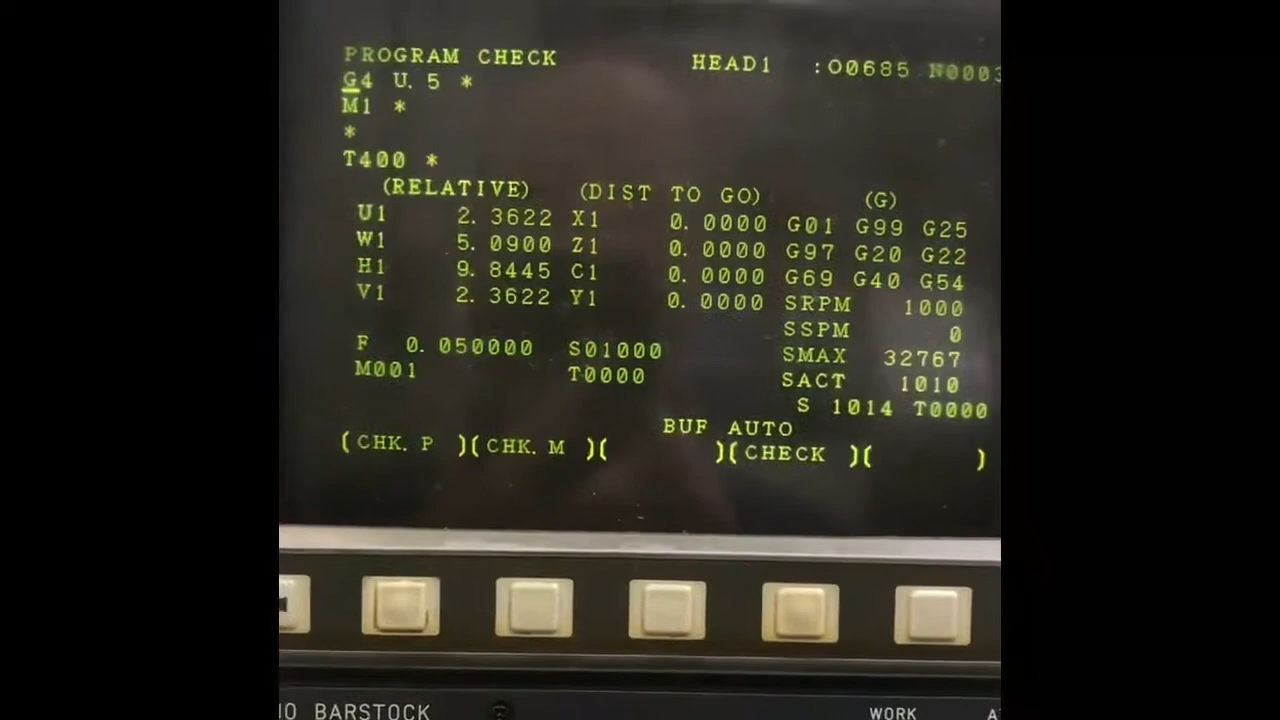 PROGRAM CHECK HEAD1 :O0685 N0003
G4 U.5 *
M1 *
*
T400 *
(RELATIVE) (DIST TO GO) (G)
U1 2.3622 X1 0.0000 G01 G99 G25
W1 5.0900 Z1 0.0000 G97 G20 G22
H1 9.8445 C1 0.0000 G69 G40 G54
V1 2.3622 Y1 0.0000 SRPM 1000
SSPM 0
F 0.050000 S01000 SMAX 32767
M001 T0000 SACT 1010
S 1014 T0000
BUF AUTO
(CHK.P )(CHK.M )( )(CHECK )( )
BARSTOCK WORK